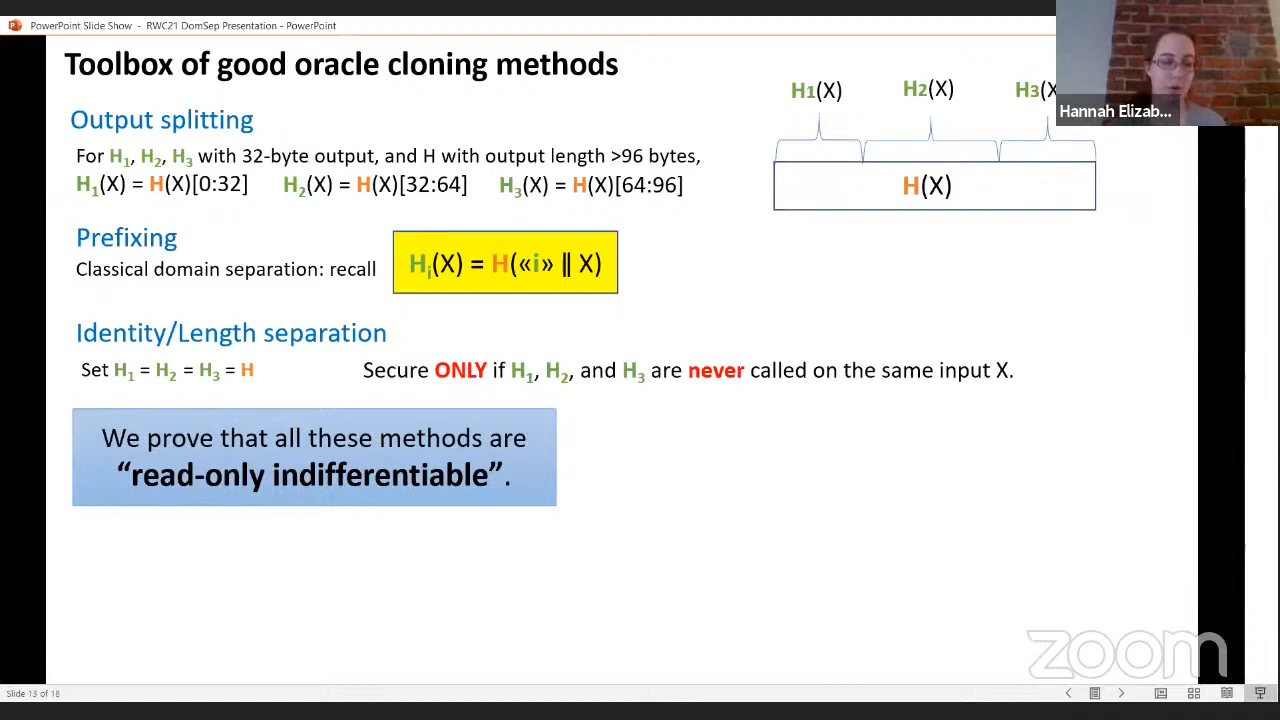 PowerPoint Slide Show - RWC21 DomSep Presentation - PowerPoint
Toolbox of good oracle cloning methods
H1(X) H2(X) H3(X
Hannah Elizab...
Output splitting
For H₁, H₂, H₃ with 32-byte output, and H with output length >96 bytes,
H₁(X) = H(X)[0:32] H₂(X) = H(X)[32:64] H₃(X) = H(X)[64:96]
H(X)
Prefixing
Classical domain separation: recall
Hᵢ(X) = H(«i» ‖ X)
Identity/Length separation
Set H₁ = H₂ = H₃ = H
Secure ONLY if H₁, H₂, and H₃ are never called on the same input X.
We prove that all these methods are
“read-only indifferentiable”.
zoom
Slide 13 of 18